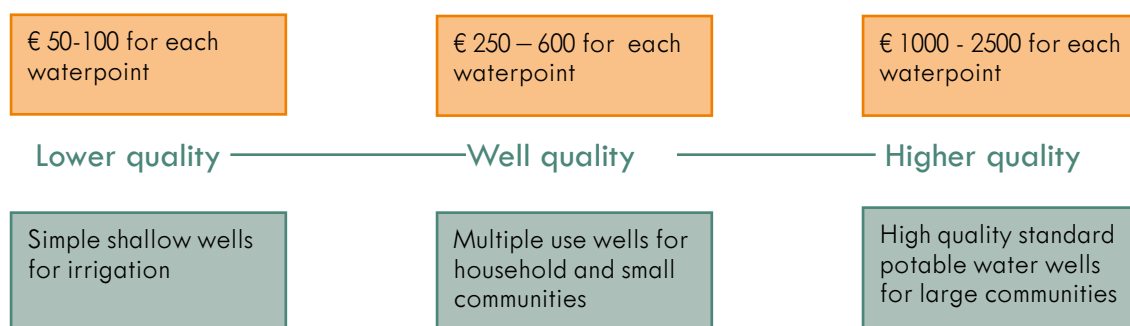 € 50-100 for each
waterpoint
€ 250 – 600 for each
waterpoint
€ 1000 - 2500 for each
waterpoint
Lower quality
Well quality
Higher quality
Simple shallow wells
for irrigation
Multiple use wells for
household and small
communities
High quality standard
potable water wells
for large communities